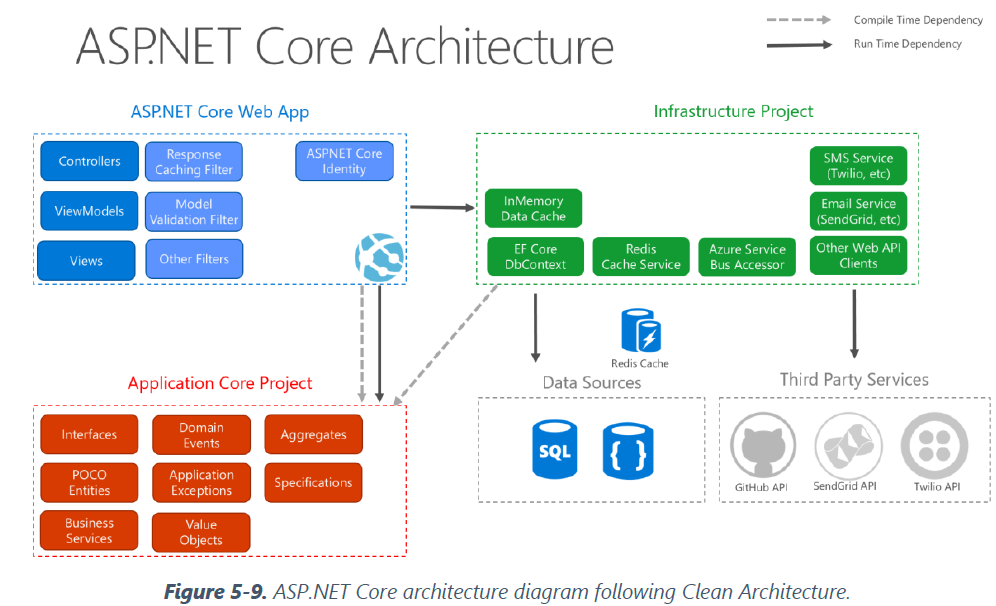 ASP.NET Core Architecture
Compile Time Dependency
Run Time Dependency
ASP.NET Core Web App
Controllers
Response
Caching Filter
ASP.NET Core
Identity
ViewModels
Model
Validation Filter
Views
Other Filters
Infrastructure Project
SMS Service
(Twilio, etc)
InMemory
Data Cache
Email Service
(SendGrid, etc)
EF Core
DbContext
Redis
Cache Service
Azure Service
Bus Accessor
Other Web API
Clients
Redis Cache
Application Core Project
Interfaces
Domain
Events
Aggregates
POCO
Entities
Application
Exceptions
Specifications
Business
Services
Value
Objects
Data Sources
SQL
{ }
Third Party Services
GitHub API
SendGrid API
Twilio API
Figure 5-9. ASP.NET Core architecture diagram following Clean Architecture.